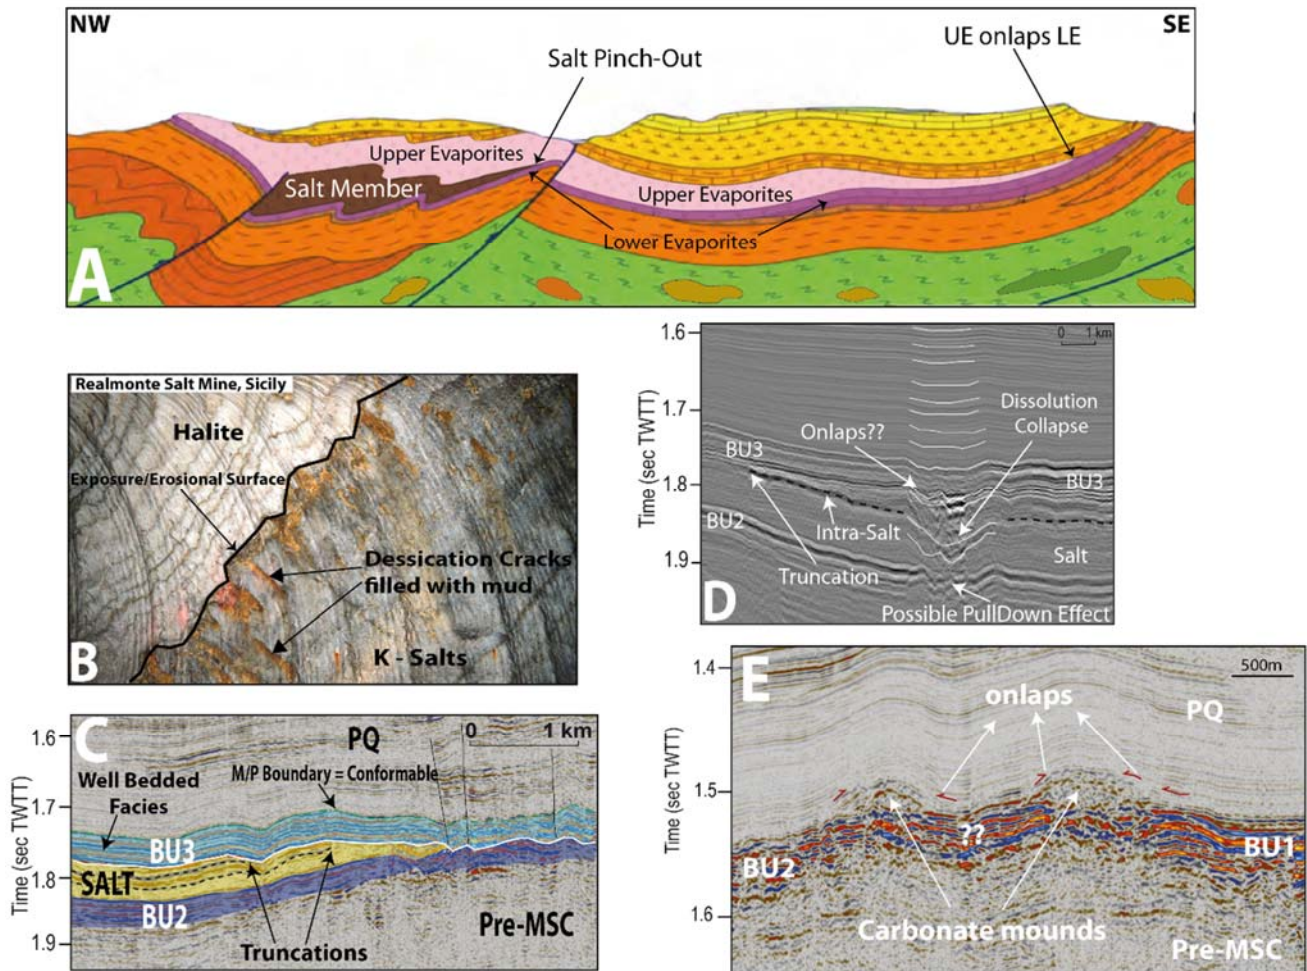 NW
SE
UE onlaps LE
Salt Pinch-Out
Upper Evaporites
Salt Member
Upper Evaporites
Lower Evaporites
A
Realmonte Salt Mine, Sicily
Halite
Exposure/Erosional Surface
Dessication Cracks
filled with mud
K - Salts
B
1.6
1.7
1.8
1.9
Time (sec TWTT)
0 1 km
Dissolution
Collapse
Onlaps??
BU3
BU3
BU2
Intra-Salt
Salt
Truncation
Possible PullDown Effect
D
C
1.6
1.7
1.8
1.9
Time (sec TWTT)
0 1 km
PQ
M/P Boundary = Conformable
Well Bedded
Facies
BU3
SALT
BU2
Truncations
Pre-MSC
E
1.4
1.5
1.6
Time (sec TWTT)
500m
onlaps
PQ
??
BU2
BU1
Carbonate mounds
Pre-MSC